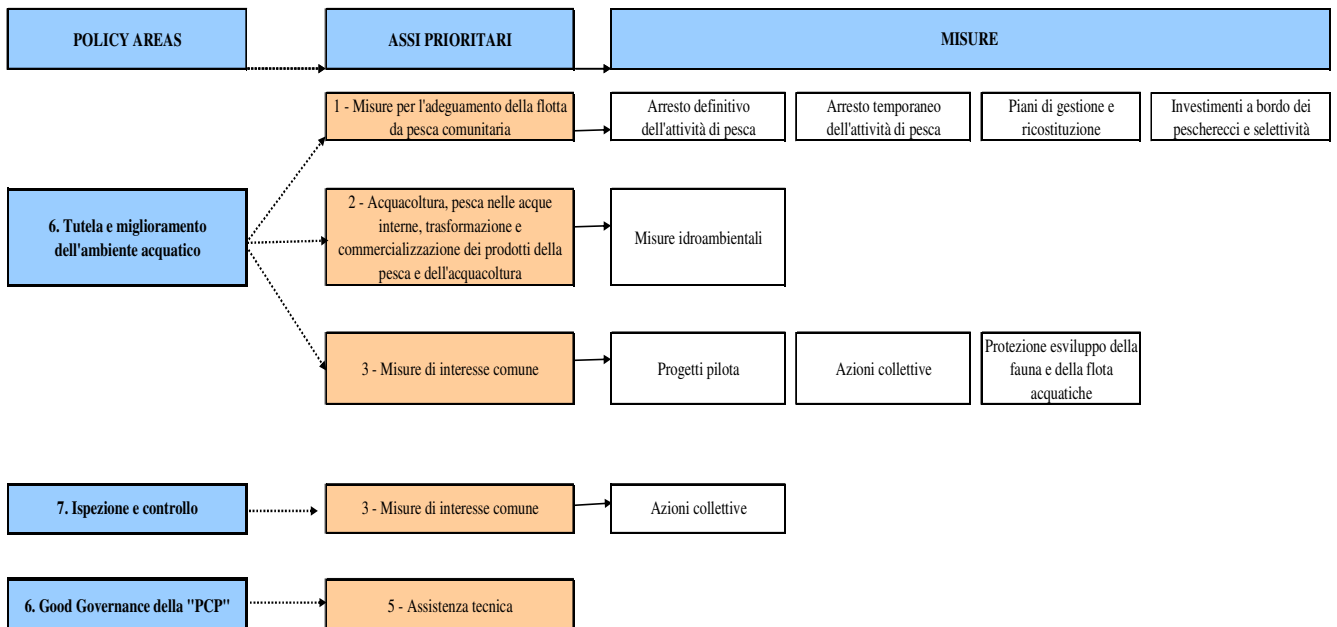 POLICY AREAS
ASSI PRIORITARI
MISURE
1 - Misure per l'adeguamento della flotta
da pesca comunitaria
Arresto definitivo
dell'attività di pesca
Arresto temporaneo
dell'attività di pesca
Piani di gestione e
ricostituzione
Investimenti a bordo dei
pescherecci e selettività
6. Tutela e miglioramento
dell'ambiente acquatico
2 - Acquacoltura, pesca nelle acque
interne, trasformazione e
commercializzazione dei prodotti della
pesca e dell'acquacoltura
Misure idroambientali
3 - Misure di interesse comune
Progetti pilota
Azioni collettive
Protezione esviluppo della
fauna e della flota
acquatiche
7. Ispezione e controllo
3 - Misure di interesse comune
Azioni collettive
6. Good Governance della "PCP"
5 - Assistenza tecnica